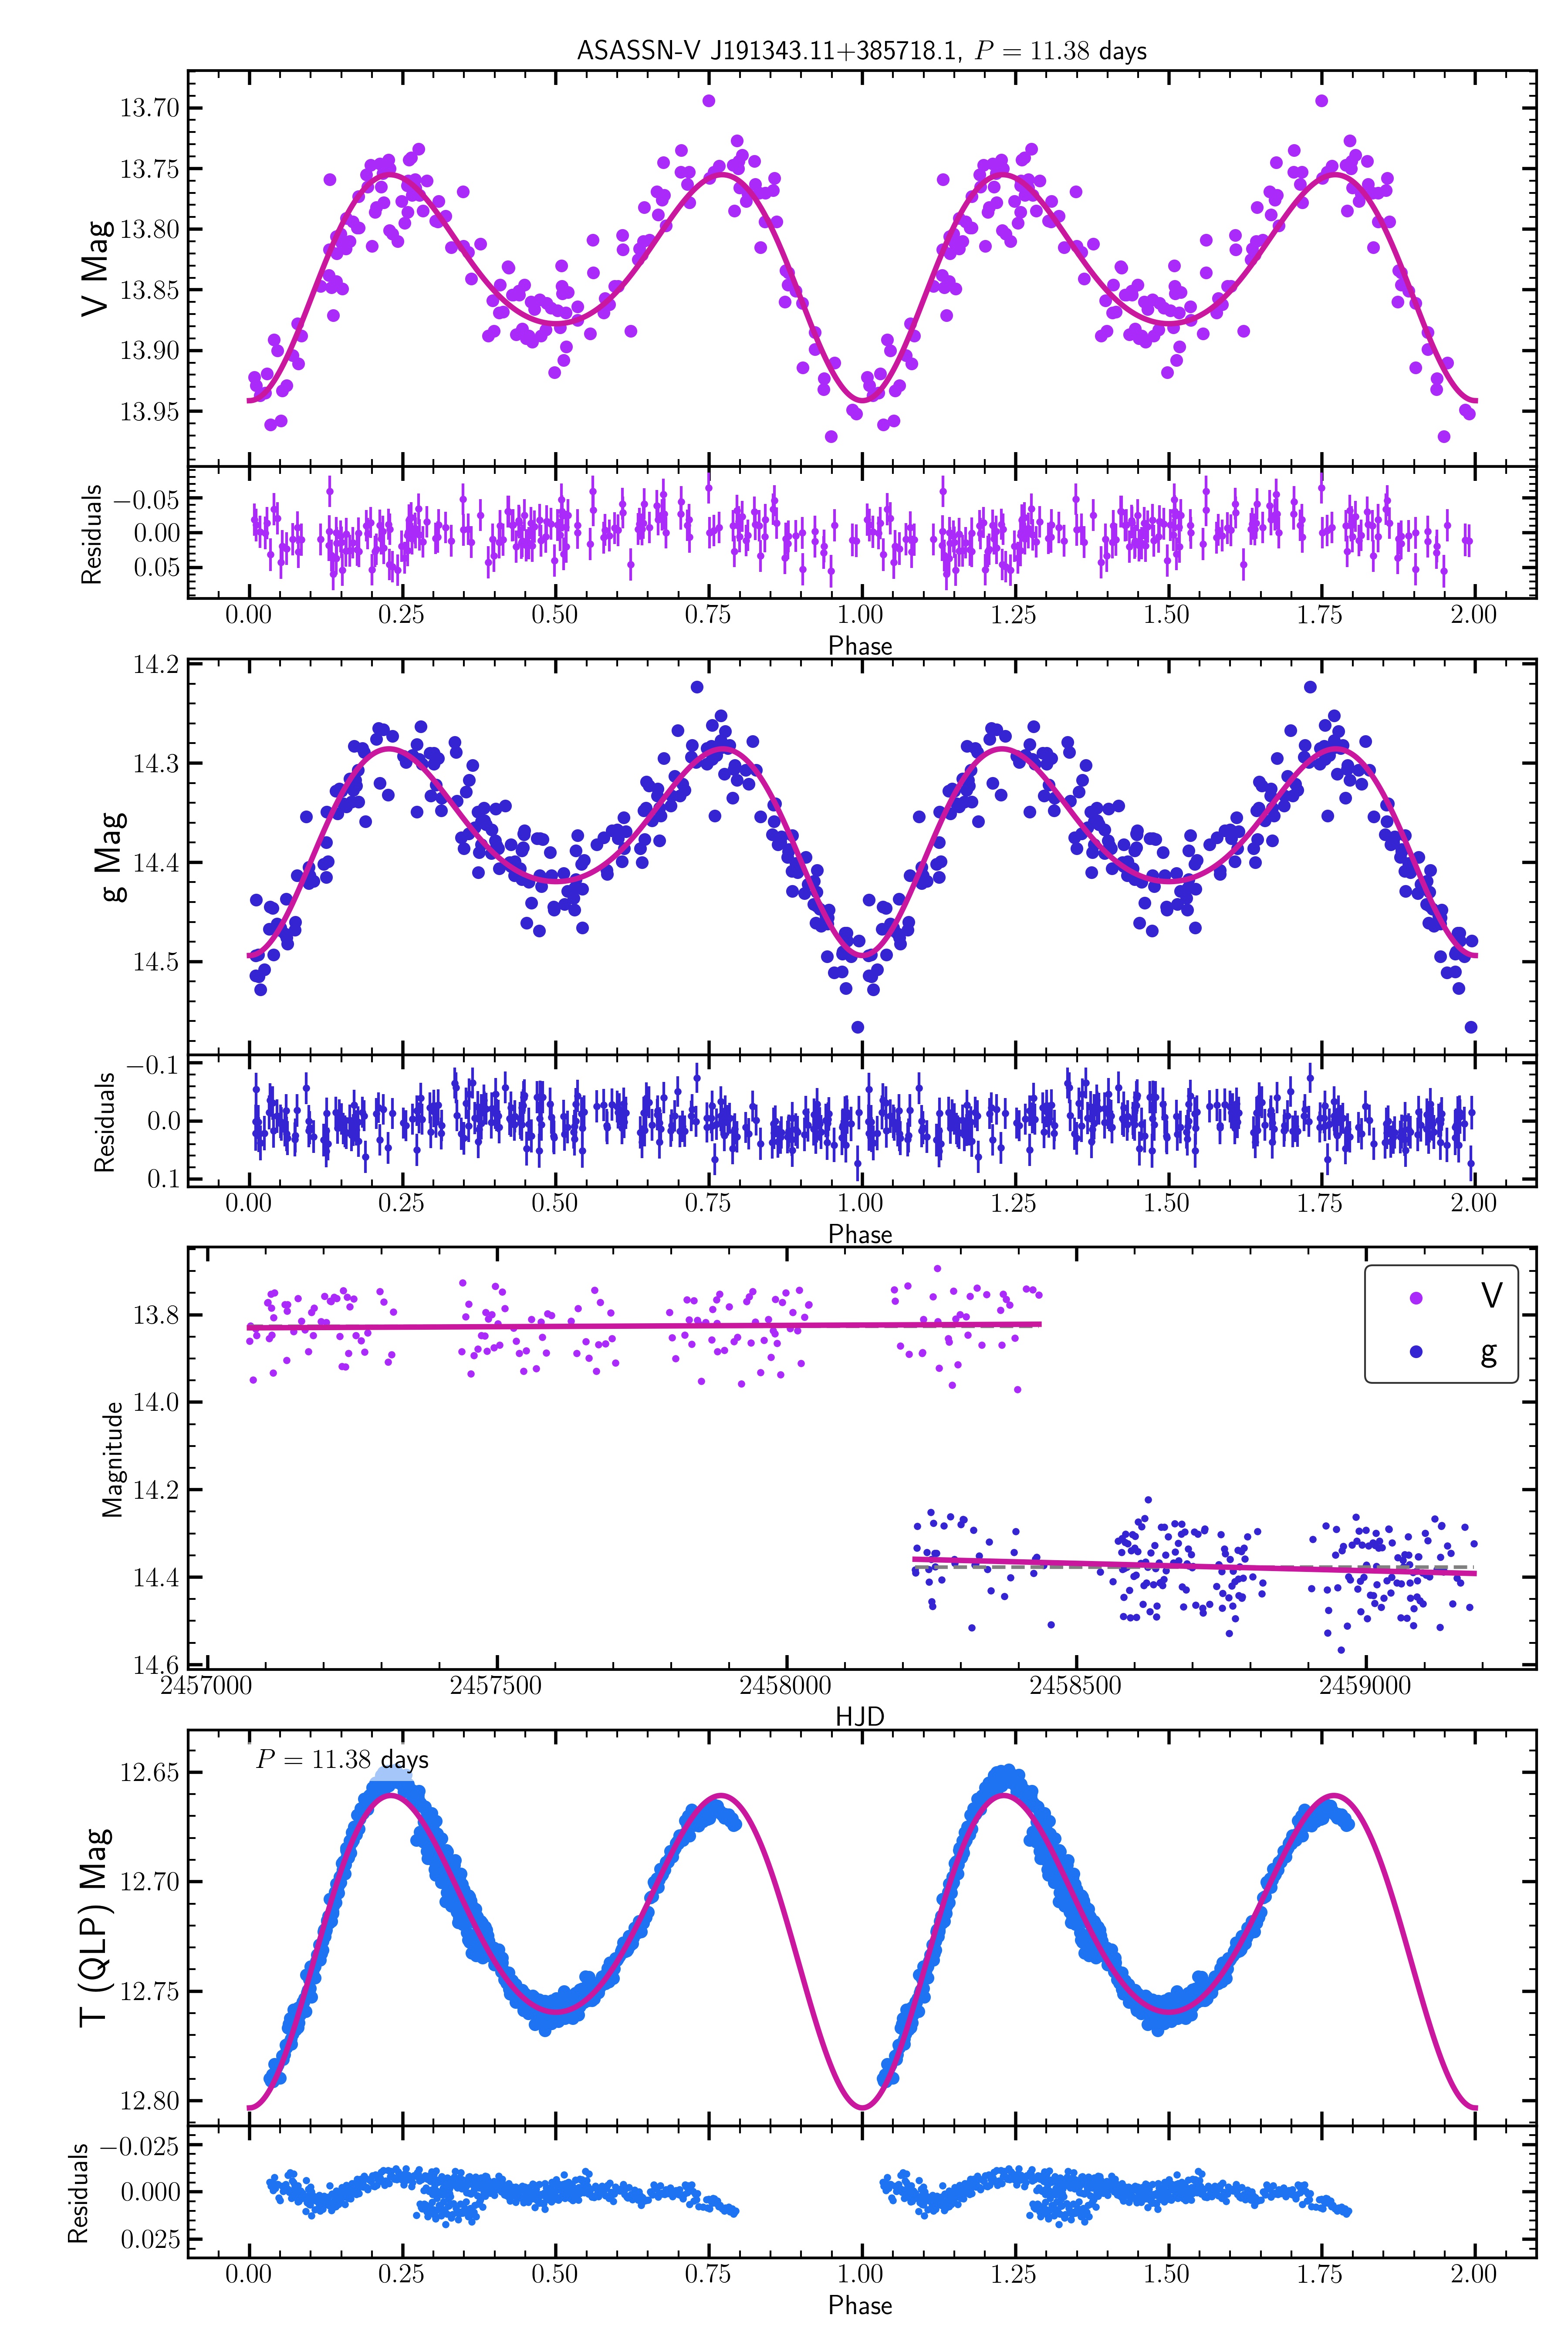 ASASSN-V J191343.11+385718.1, P = 11.38 days
13.70
13.75
13.80
13.85
13.90
13.95
V Mag
−0.05
0.00
0.05
Residuals
0.00 0.25 0.50 0.75 1.00 1.25 1.50 1.75 2.00
Phase
14.2
14.3
14.4
14.5
g Mag
−0.1
0.0
0.1
Residuals
0.00 0.25 0.50 0.75 1.00 1.25 1.50 1.75 2.00
Phase
13.8
14.0
14.2
14.4
14.6
Magnitude
V
g
2457000 2457500 2458000 2458500 2459000
HJD
P = 11.38 days
12.65
12.70
12.75
12.80
T (QLP) Mag
−0.025
0.000
0.025
Residuals
0.00 0.25 0.50 0.75 1.00 1.25 1.50 1.75 2.00
Phase